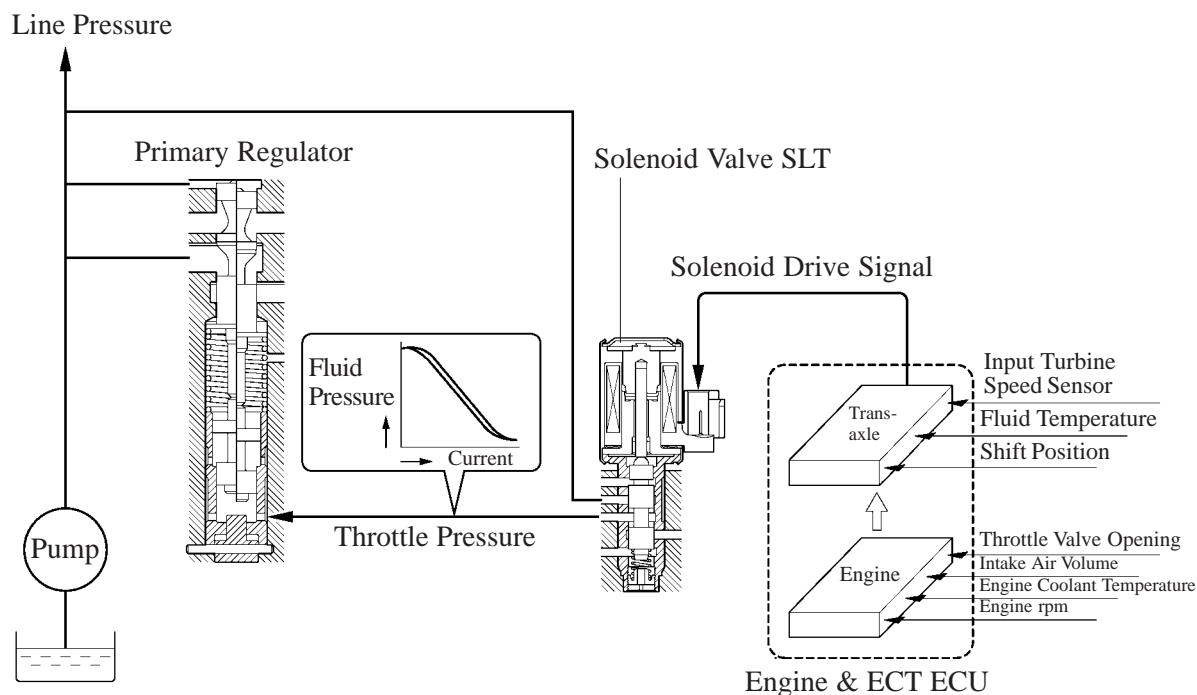 Line Pressure
Primary Regulator
Solenoid Valve SLT
Solenoid Drive Signal
Fluid
Pressure
Current
Throttle Pressure
Pump
Trans-
axle
Input Turbine
Speed Sensor
Fluid Temperature
Shift Position
Engine
Throttle Valve Opening
Intake Air Volume
Engine Coolant Temperature
Engine rpm
Engine & ECT ECU